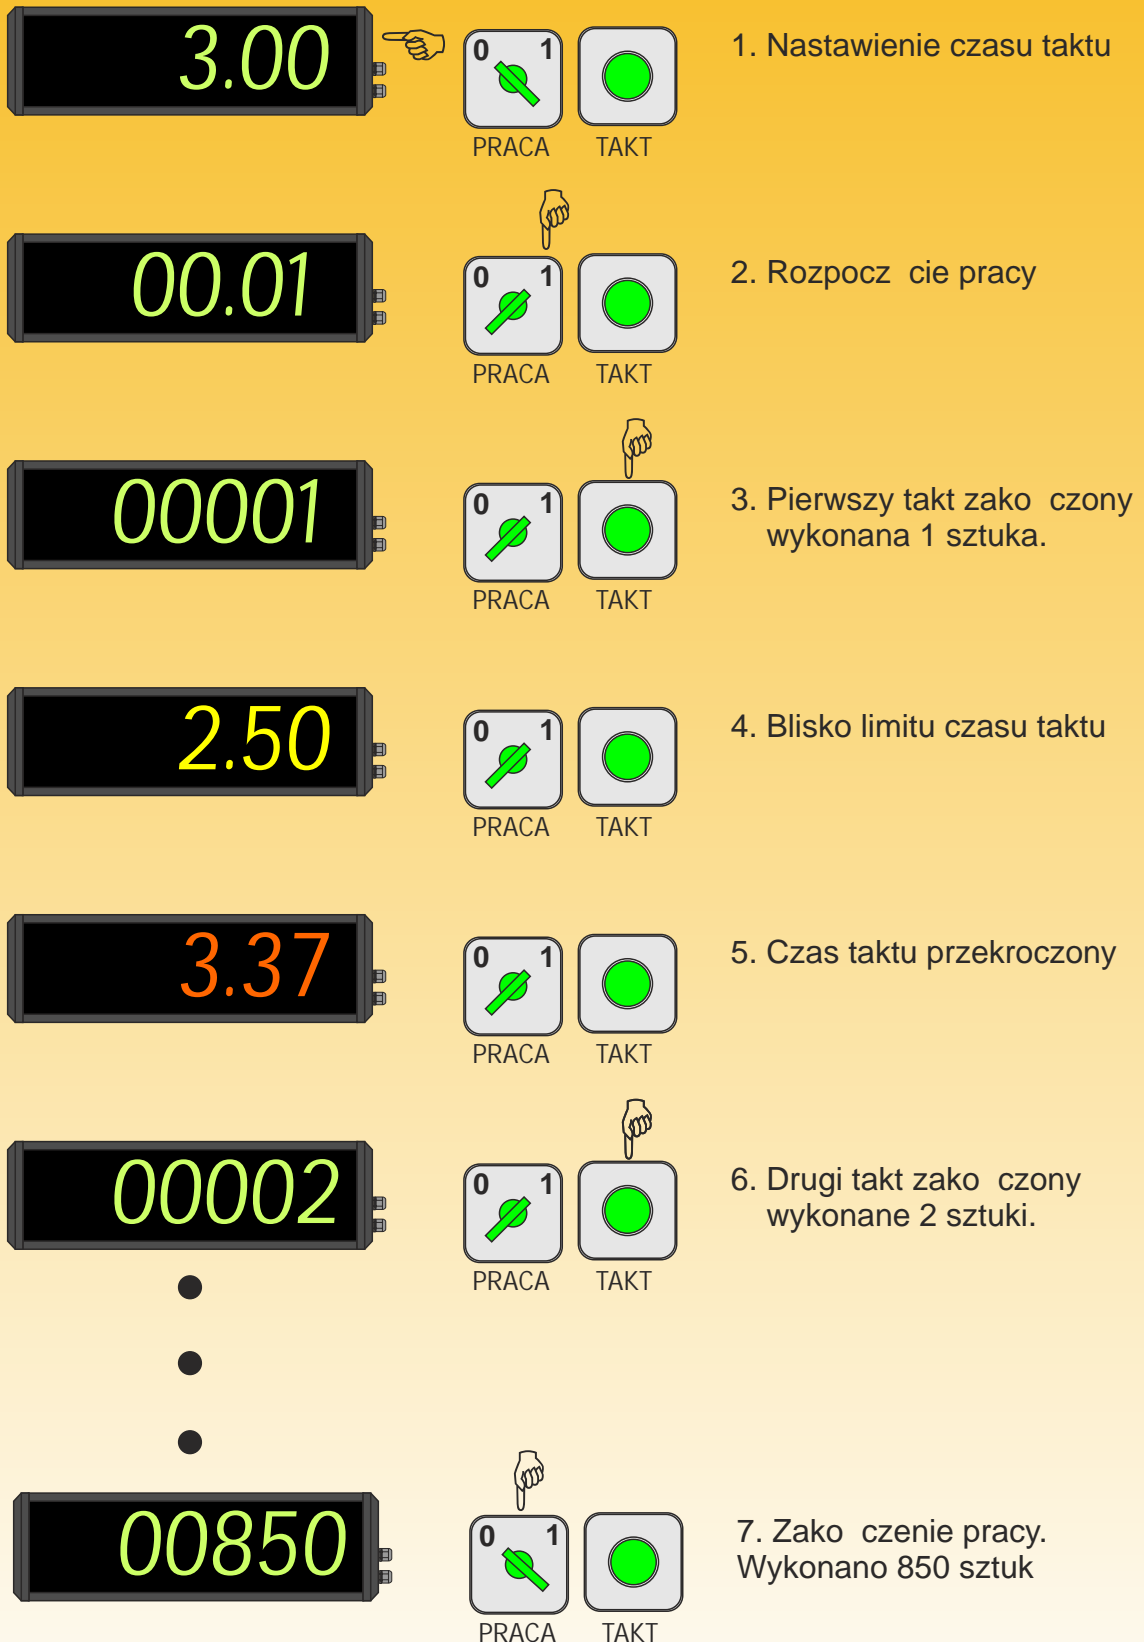 3.00
0 1
PRACA TAKT
1. Nastawienie czasu taktu
00.01
0 1
PRACA TAKT
2. Rozpocz cie pracy
00001
0 1
PRACA TAKT
3. Pierwszy takt zako czony
wykonana 1 sztuka.
2.50
0 1
PRACA TAKT
4. Blisko limitu czasu taktu
3.37
0 1
PRACA TAKT
5. Czas taktu przekroczony
00002
0 1
PRACA TAKT
6. Drugi takt zako czony
wykonane 2 sztuki.
00850
0 1
PRACA TAKT
7. Zako czenie pracy.
Wykonano 850 sztuk